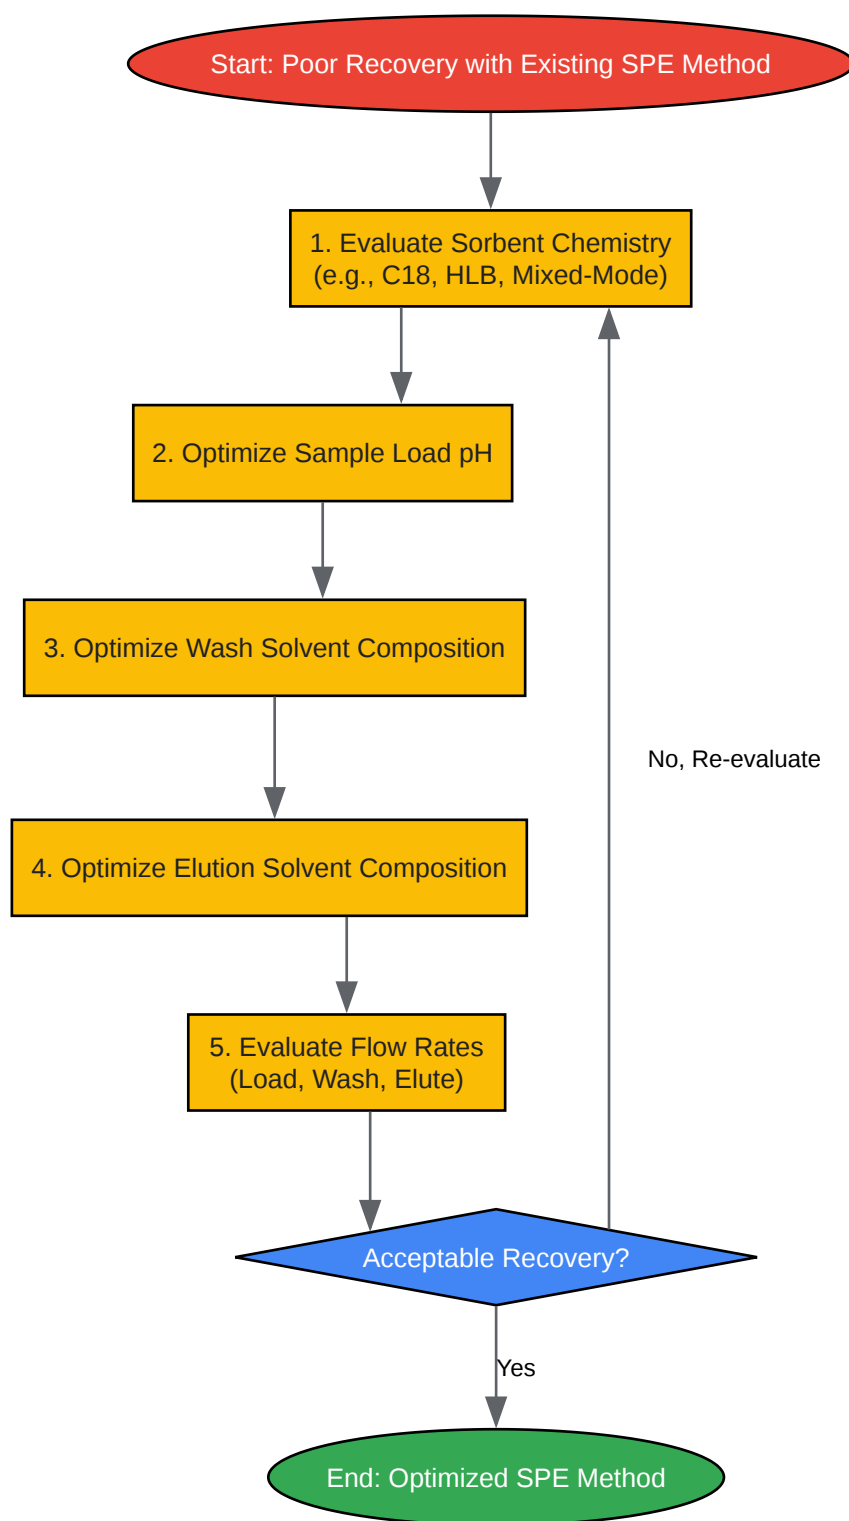 Start: Poor Recovery with Existing SPE Method
1. Evaluate Sorbent Chemistry
(e.g., C18, HLB, Mixed-Mode)
2. Optimize Sample Load pH
3. Optimize Wash Solvent Composition
No, Re-evaluate
4. Optimize Elution Solvent Composition
5. Evaluate Flow Rates
(Load, Wash, Elute)
Acceptable Recovery?
Yes
End: Optimized SPE Method